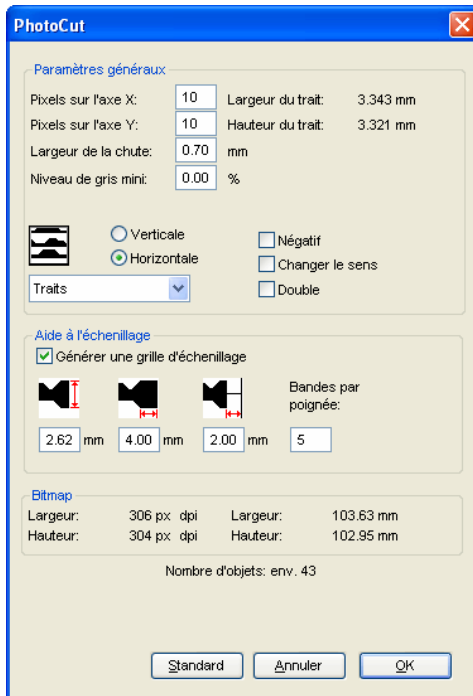 PhotoCut
Paramètres généraux
Pixels sur l'axe X: 10 Largeur du trait: 3.343 mm
Pixels sur l'axe Y: 10 Hauteur du trait: 3.321 mm
Largeur de la chute: 0.70 mm
Niveau de gris mini: 0.00 %
Verticale
Horizontale
Négatif
Changer le sens
Double
Traits
Aide à l'échenillage
Générer une grille d'échenillage
Bandes par poignée:
2.62 mm 4.00 mm 2.00 mm 5
Bitmap
Largeur: 306 px dpi Largeur: 103.63 mm
Hauteur: 304 px dpi Hauteur: 102.95 mm
Nombre d'objets: env. 43
Standard Annuler OK